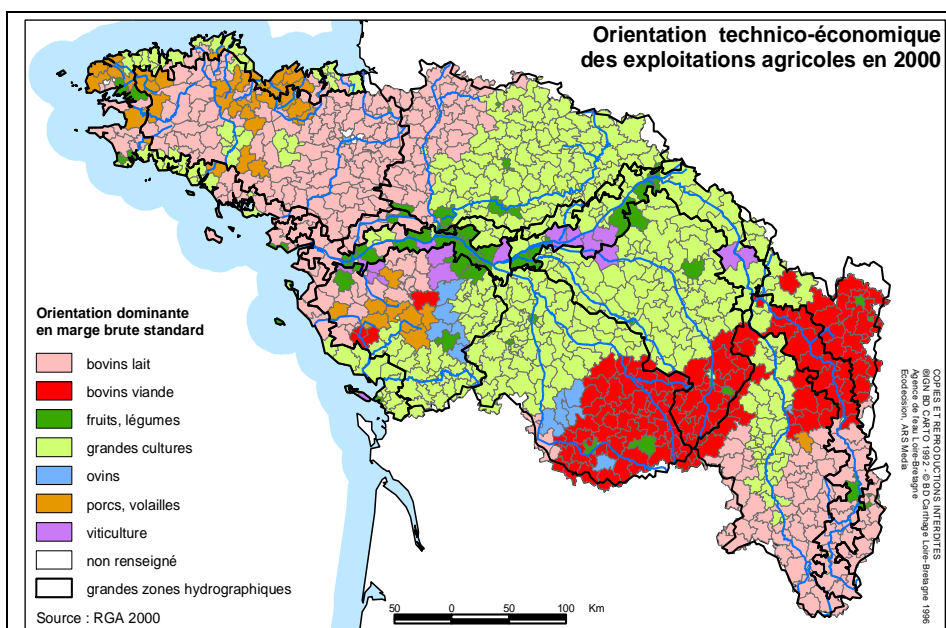 Orientation technico-économique
des exploitations agricoles en 2000
Orientation dominante
en marge brute standard
bovins lait
bovins viande
fruits, légumes
grandes cultures
ovins
porcs, volailles
viticulture
non renseigné
grandes zones hydrographiques
Source : RGA 2000
50 0 50 100 Km
COPIES ET REPRODUCTIONS INTERDITES
©IGN BD CARTO 1992 - © BD Carthage Loire-Bretagne 1996
Agence de l'eau Loire-Bretagne
Ecodecision, ARS Media